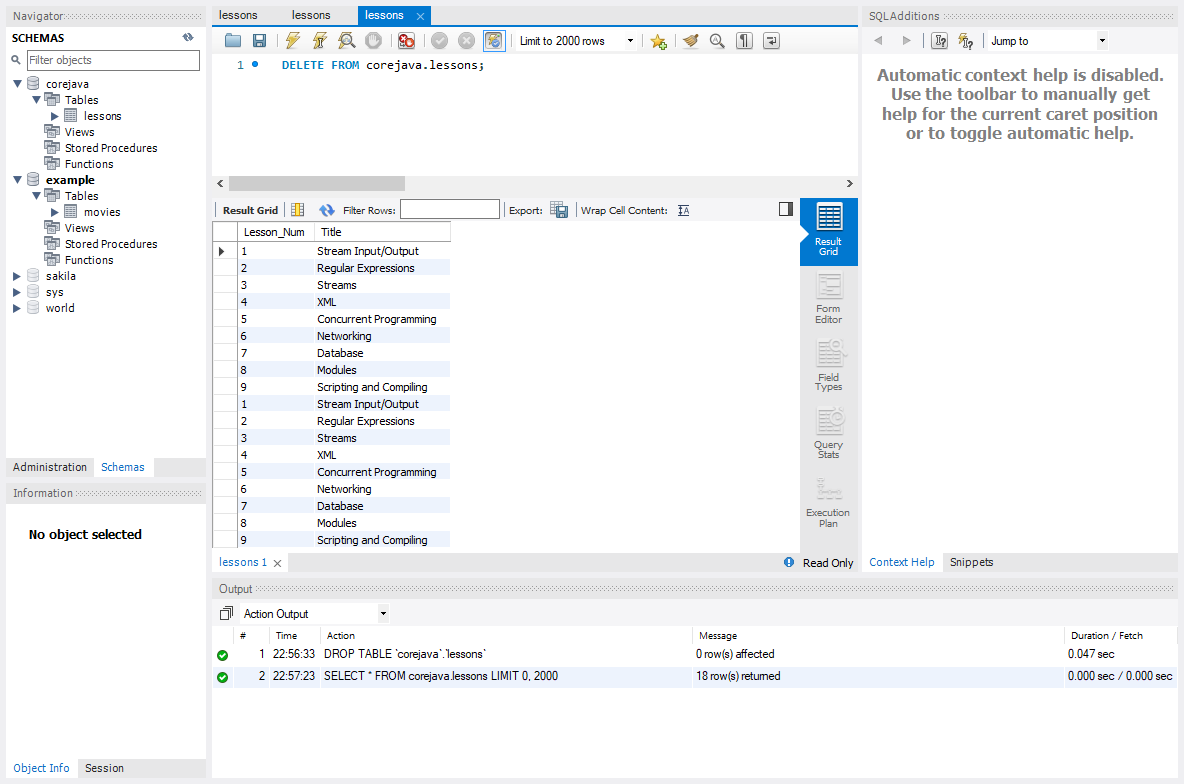 Navigator
SCHEMAS
Filter objects
corejava
Tables
lessons
Views
Stored Procedures
Functions
example
Tables
movies
Views
Stored Procedures
Functions
sakila
sys
world
Administration Schemas
Information
No object selected
Object Info Session
lessons lessons lessons
Limit to 2000 rows
1 DELETE FROM corejava.lessons;
Result Grid Filter Rows: Export: Wrap Cell Content:
Lesson_Num Title
1 Stream Input/Output
2 Regular Expressions
3 Streams
4 XML
5 Concurrent Programming
6 Networking
7 Database
8 Modules
9 Scripting and Compiling
1 Stream Input/Output
2 Regular Expressions
3 Streams
4 XML
5 Concurrent Programming
6 Networking
7 Database
8 Modules
9 Scripting and Compiling
Result
Grid
Form
Editor
Field
Types
Query
Stats
Execution
Plan
lessons 1 Read Only
SQLAdditions
Jump to
Automatic context help is disabled.
Use the toolbar to manually get
help for the current caret position
or to toggle automatic help.
Context Help Snippets
Output
Action Output
# Time Action Message Duration / Fetch
1 22:56:33 DROP TABLE `corejava`.`lessons` 0 row(s) affected 0.047 sec
2 22:57:23 SELECT * FROM corejava.lessons LIMIT 0, 2000 18 row(s) returned 0.000 sec / 0.000 sec